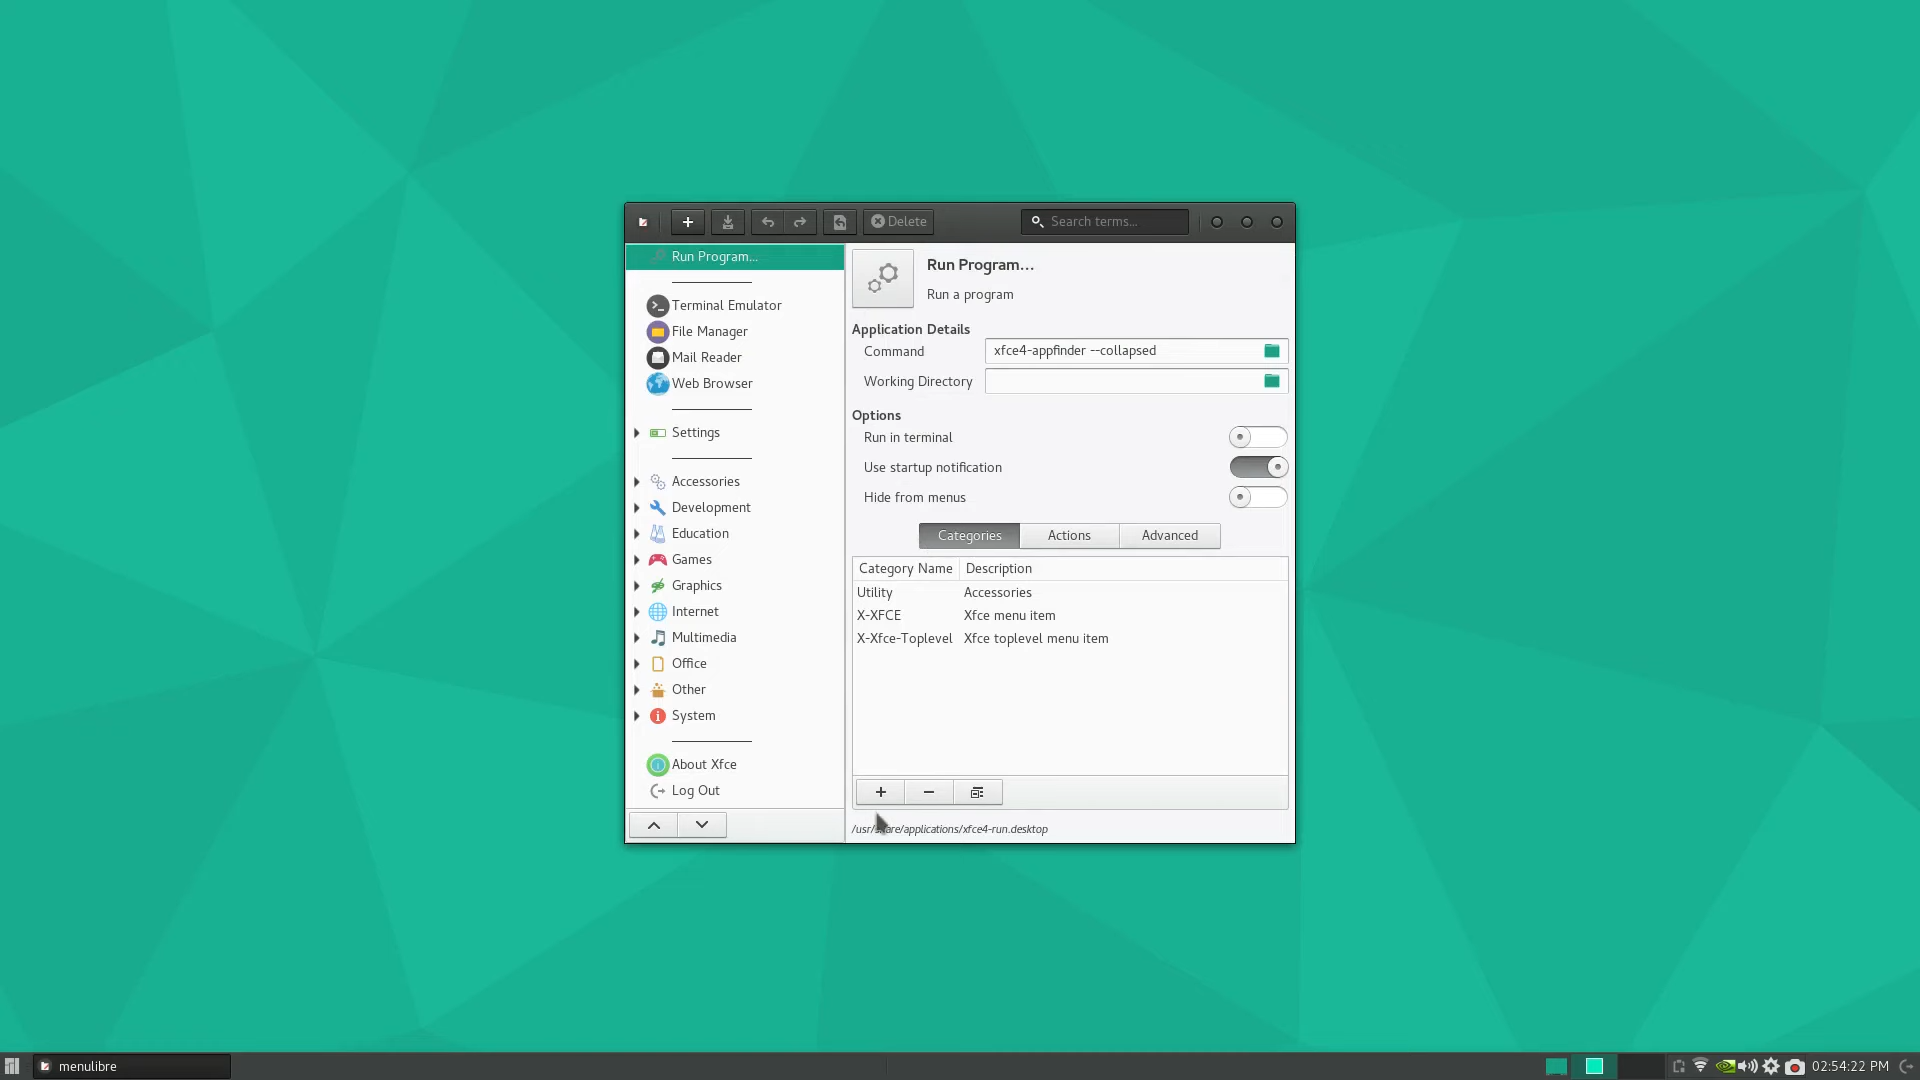 Delete
Search terms...
Run Program...
Terminal Emulator
File Manager
Mail Reader
Web Browser
Settings
Accessories
Development
Education
Games
Graphics
Internet
Multimedia
Office
Other
System
About Xfce
Log Out
Run Program...
Run a program
Application Details
Command xfce4-appfinder --collapsed
Working Directory
Options
Run in terminal
Use startup notification
Hide from menus
Categories Actions Advanced
Category Name Description
Utility Accessories
X-XFCE Xfce menu item
X-Xfce-Toplevel Xfce toplevel menu item
/usr/share/applications/xfce4-run.desktop
menulibre
02:54:22 PM